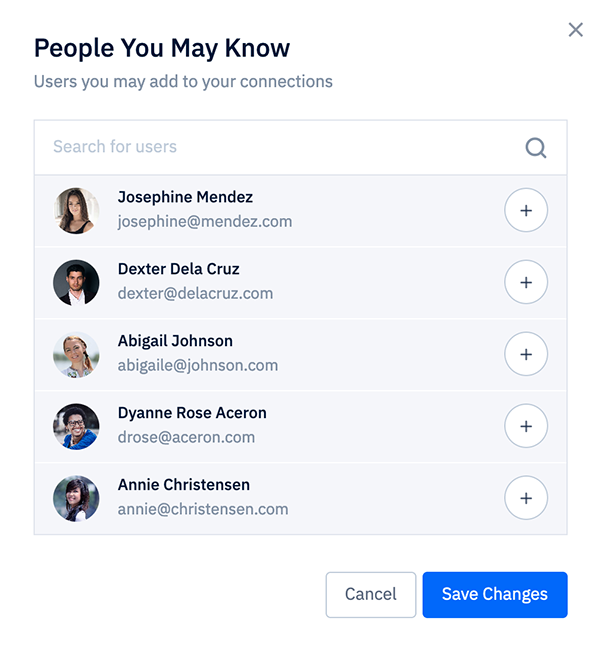 People You May Know
Users you may add to your connections
Search for users
Josephine Mendez
josephine@mendez.com
Dexter Dela Cruz
dexter@delacruz.com
Abigail Johnson
abigaile@johnson.com
Dyanne Rose Aceron
drose@aceron.com
Annie Christensen
annie@christensen.com
Cancel
Save Changes